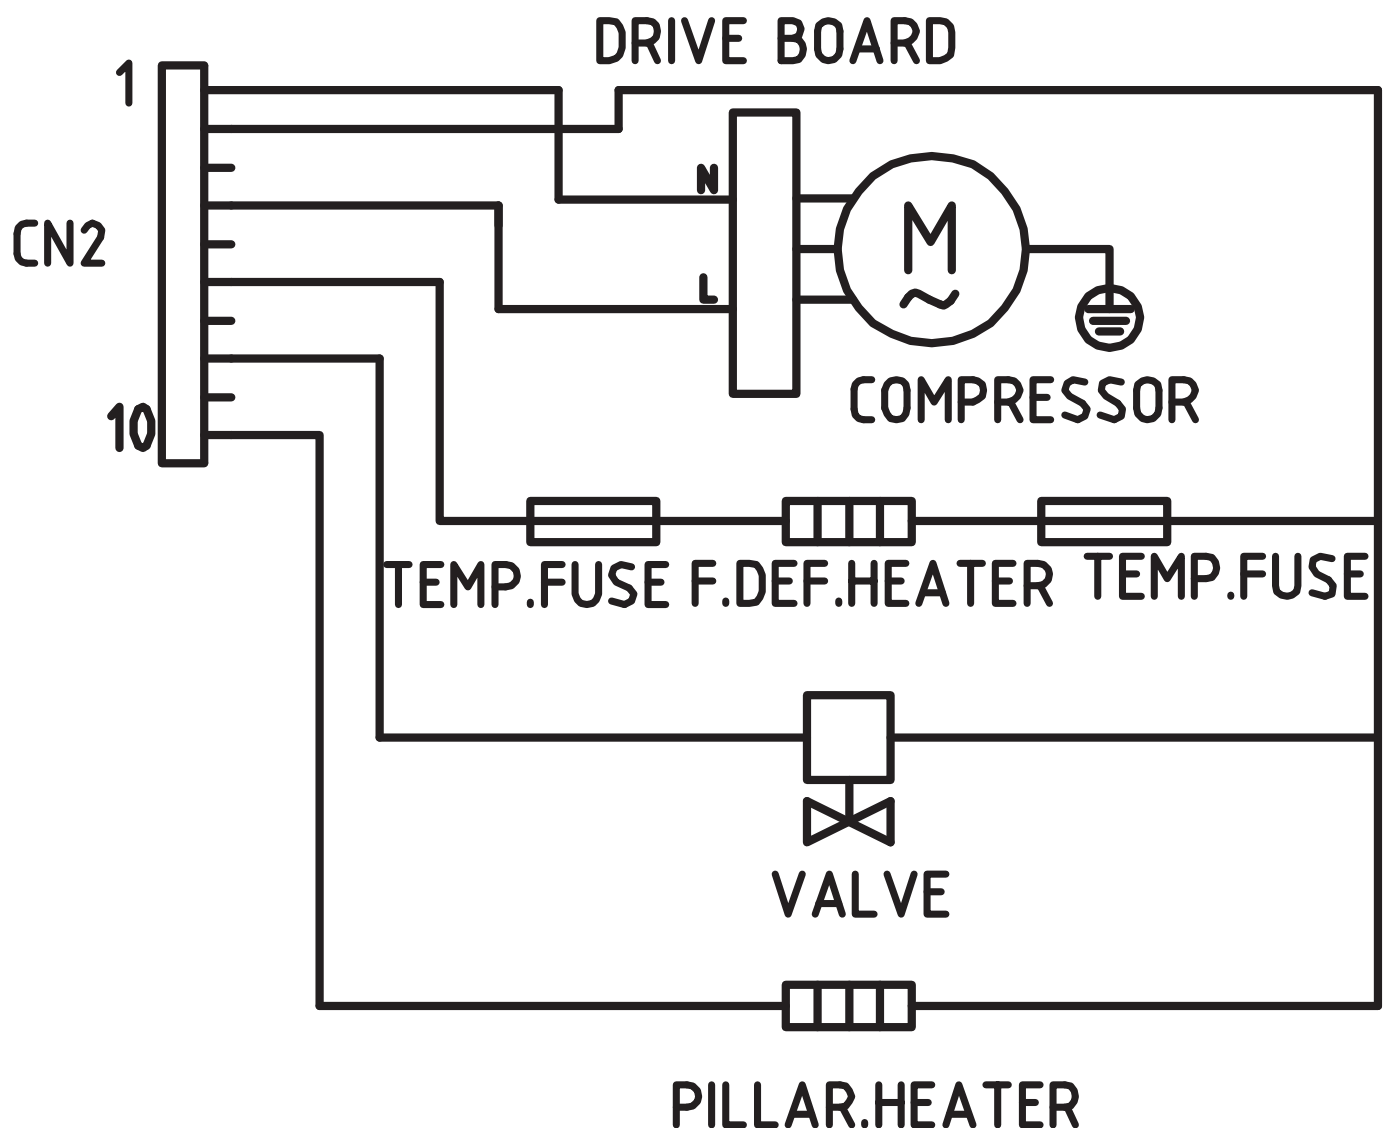 DRIVE BOARD
1
N
CN2
M
L
COMPRESSOR
10
TEMP.FUSE F.DEF.HEATER TEMP.FUSE
VALVE
PILLAR.HEATER